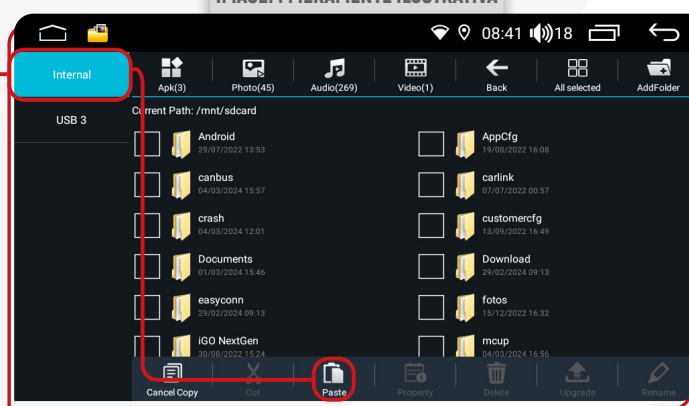 08:41 18
Internal
USB 3
Apk(3) Photo(45) Audio(269) Video(1) Back All selected AddFolder
Current Path: /mnt/sdcard
Android
29/07/2022 13:53
AppCfg
19/08/2022 16:08
canbus
04/03/2024 15:57
carlink
07/07/2022 00:57
crash
04/03/2024 12:01
customercfg
13/09/2022 16:49
Documents
01/03/2024 15:46
Download
29/02/2024 09:13
easyconn
29/02/2024 09:13
fotos
15/12/2022 16:32
iGO NextGen
30/08/2022 15:24
mcup
04/03/2024 16:56
Cancel Copy Cut Paste Property Delete Upgrade Rename